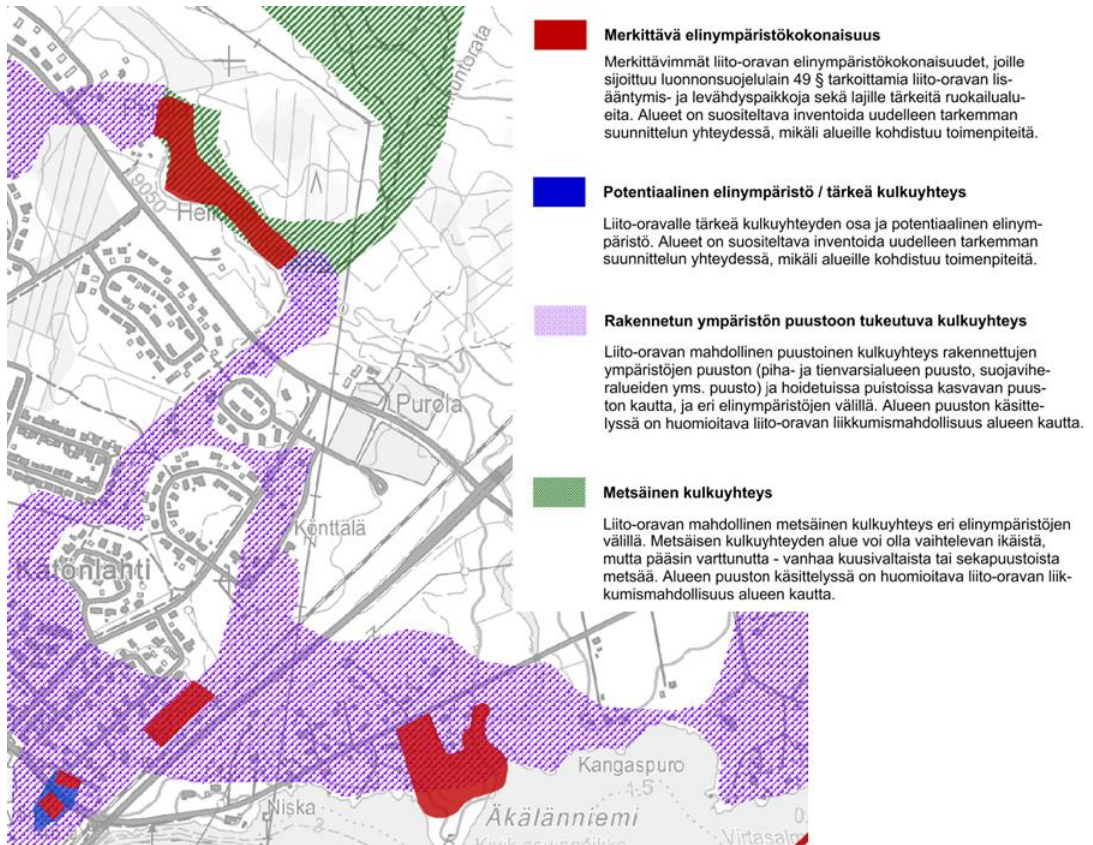 Merkittävä elinympäristökokonaisuus
Merkittävimmät liito-oravan elinympäristökokonaisuudet, joille
sijoittuu luonnonsuojelulain 49 § tarkoittamia liito-oravan lis-
ääntymis- ja levähdyspaikkoja sekä lajille tärkeitä ruokailualu-
eita. Alueet on suositeltava inventoida uudelleen tarkemman
suunnittelun yhteydessä, mikäli alueille kohdistuu toimenpiteitä.
Potentiaalinen elinympäristö / tärkeä kulkuyhteys
Liito-oravalle tärkeä kulkuyhteyden osa ja potentiaalinen elinym-
päristö. Alueet on suositeltava inventoida uudelleen tarkemman
suunnittelun yhteydessä, mikäli alueille kohdistuu toimenpiteitä.
Rakennetun ympäristön puustoon tukeutuva kulkuyhteys
Liito-oravan mahdollinen puustoinen kulkuyhteys rakennettujen
ympäristöjen puuston (piha- ja tienvarsialueen puusto, suojavihe-
ralueiden yms. puusto) ja hoidetuissa puistoissa kasvavan puus-
ton kautta, ja eri elinympäristöjen välillä. Alueen puuston käsitte-
lyssä on huomioitava liito-oravan liikkumismahdollisuus alueen kautta.
Metsäinen kulkuyhteys
Liito-oravan mahdollinen metsäinen kulkuyhteys eri elinympäristöjen
välillä. Metsäisen kulkuyhteyden alue voi olla vaihtelevan ikäistä,
mutta pääsin varttunutta - vanhaa kuusivaltaista tai sekapuustoista
metsää. Alueen puuston käsittelyssä on huomioitava liito-oravan liik-
kumismahdollisuus alueen kautta.
19050
Purola
Könttälä
Katonlahti
Niska
Kangaspuro
1.5
3
Äkälänniemi